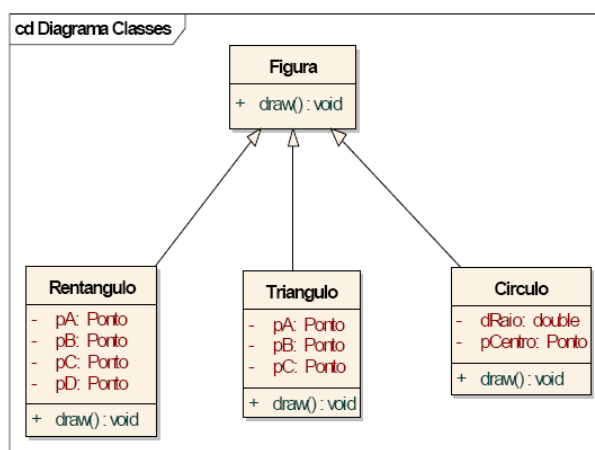 cd Diagrama Classes
Figura
+ draw() : void
Rentangulo
- pA: Ponto
- pB: Ponto
- pC: Ponto
- pD: Ponto
+ draw() : void
Triangulo
- pA: Ponto
- pB: Ponto
- pC: Ponto
+ draw() : void
Circulo
- dRaio: double
- pCentro: Ponto
+ draw() : void